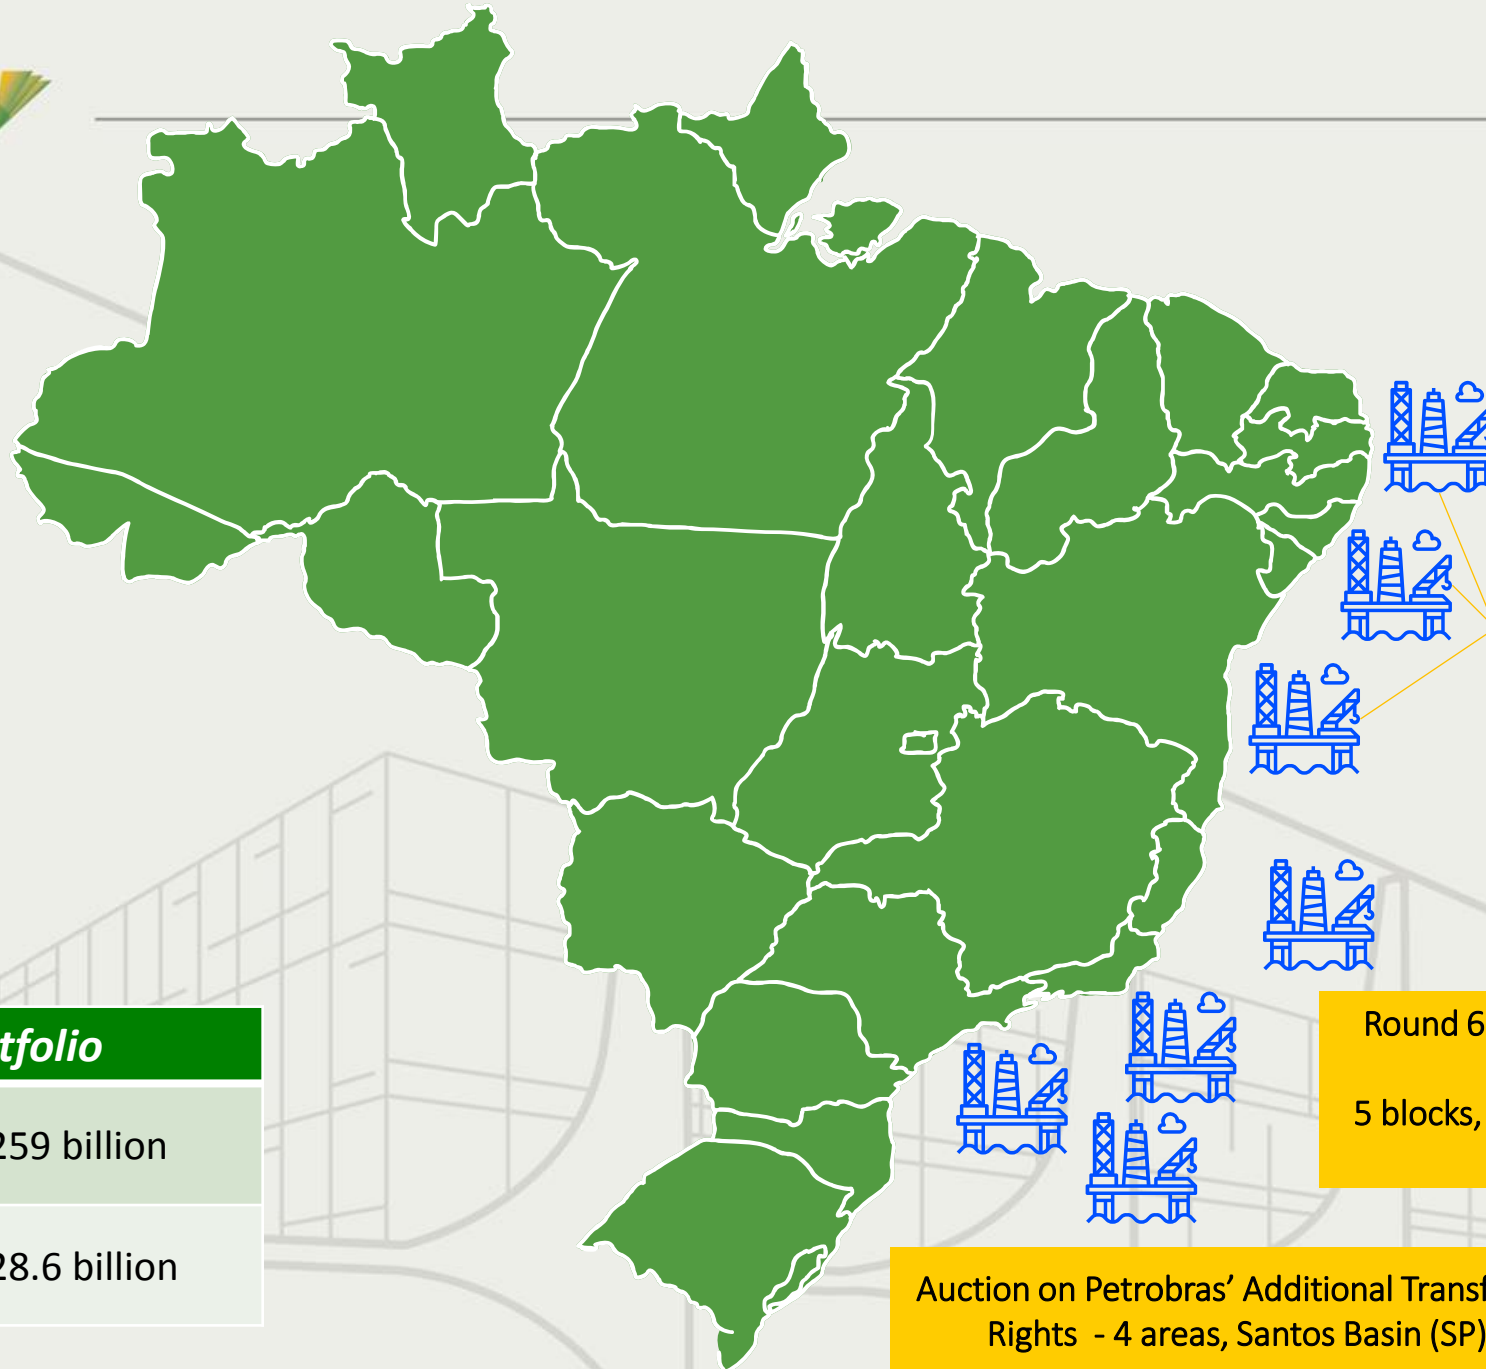 tfolio
259 billion
28.6 billion
Round 6
5 blocks,
Auction on Petrobras’ Additional Transf
Rights - 4 areas, Santos Basin (SP)